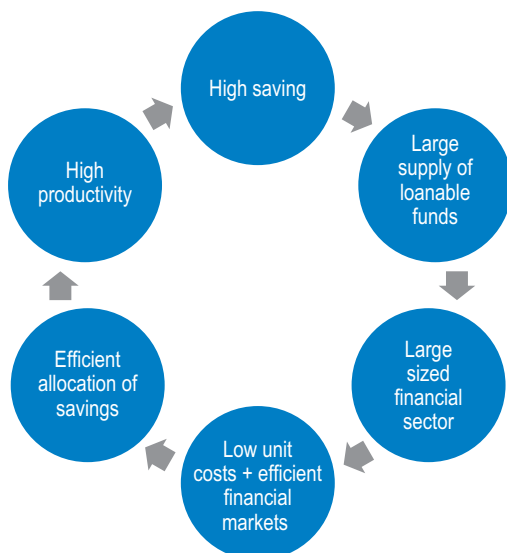 High saving
Large
supply of
loanable
funds
Large
sized
financial
sector
Low unit
costs + efficient
financial
markets
Efficient
allocation of
savings
High
productivity